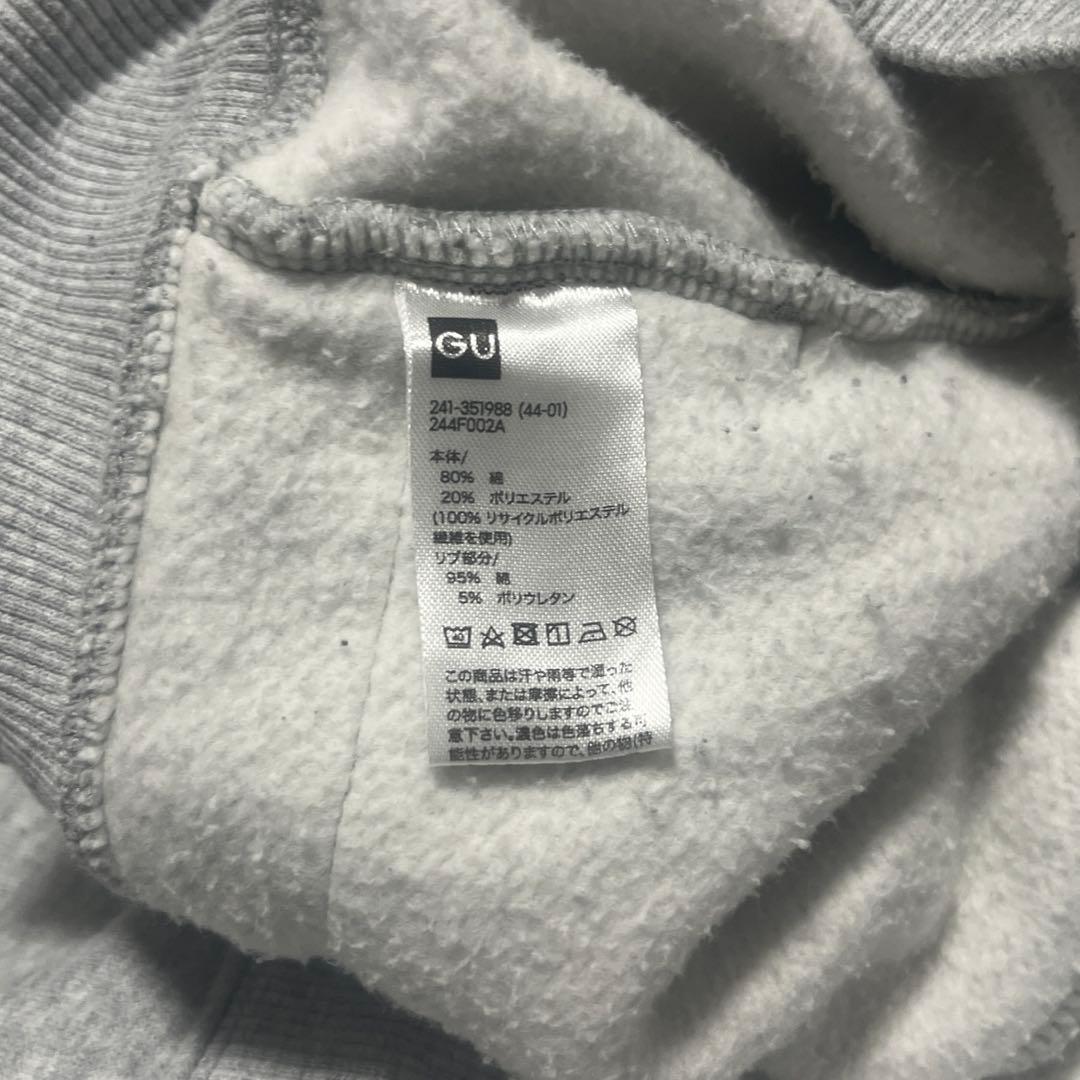 GU
241-351988 (44-01)
244F002A
本体/
80% 綿
20% ポリエステル
(100% リサイクルポリエステル
繊維を使用)
リブ部分/
95% 綿
5% ポリウレタン
40
この商品は汗や雨等で湿った
状態、または摩擦によって、他
の物に色移りしますのでご注
意下さい。濃色は色落ちする可
能性がありますので、他の物(特